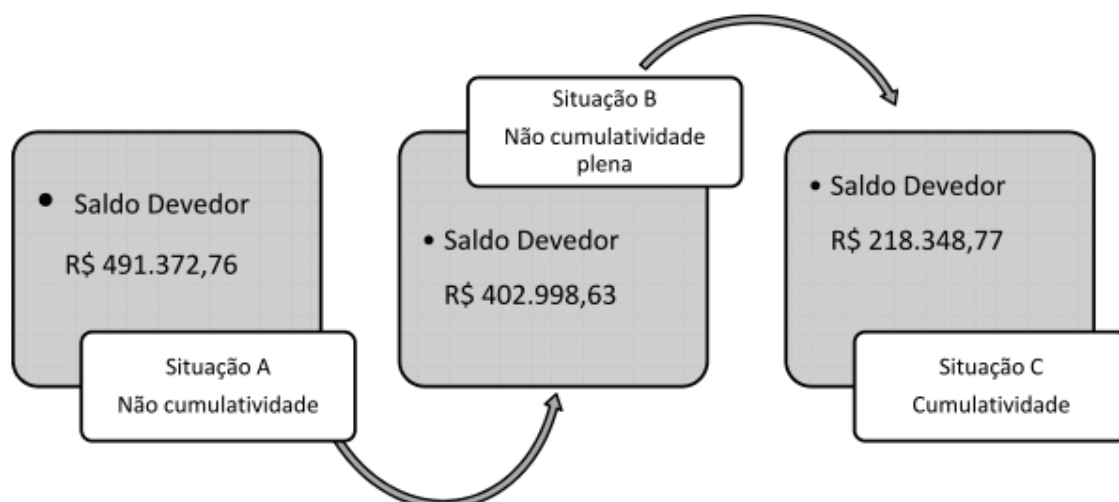 • Saldo Devedor
R$ 491.372,76
Situação A
Não cumulatividade
Situação B
Não cumulatividade
plena
• Saldo Devedor
R$ 402.998,63
• Saldo Devedor
R$ 218.348,77
Situação C
Cumulatividade